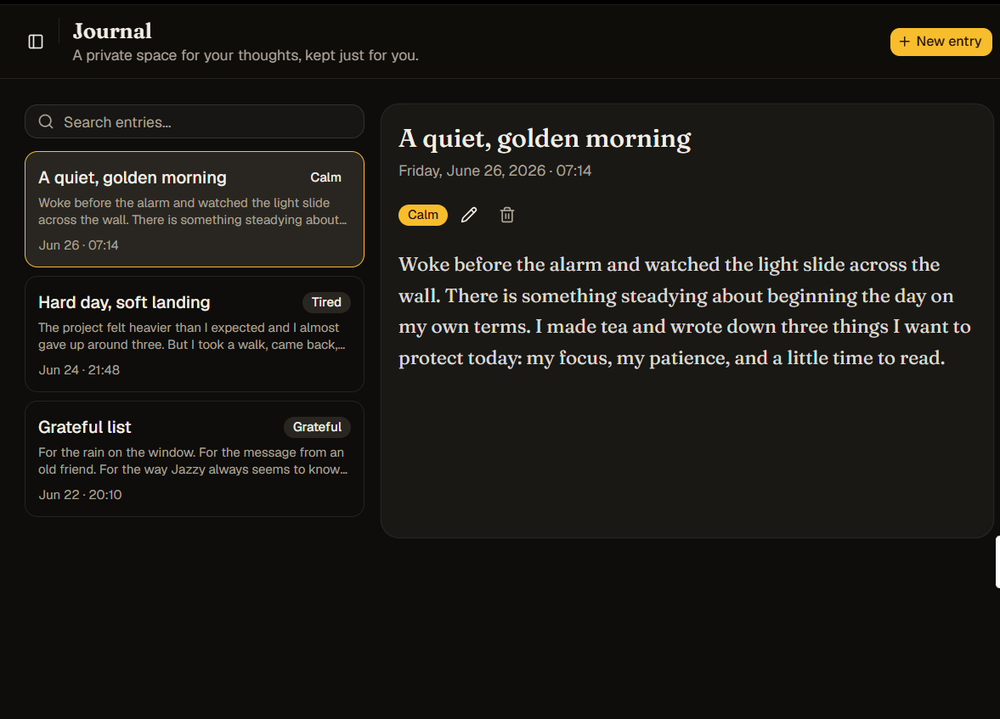 Journal
A private space for your thoughts, kept just for you.
+ New entry
Search entries...
A quiet, golden morning
Calm
Woke before the alarm and watched the light slide
across the wall. There is something steadying about...
Jun 26 · 07:14
Hard day, soft landing
Tired
The project felt heavier than I expected and I almost
gave up around three. But I took a walk, came back,...
Jun 24 · 21:48
Grateful list
Grateful
For the rain on the window. For the message from an
old friend. For the way Jazzy always seems to know...
Jun 22 · 20:10
A quiet, golden morning
Friday, June 26, 2026 · 07:14
Calm
Woke before the alarm and watched the light slide across the
wall. There is something steadying about beginning the day on
my own terms. I made tea and wrote down three things I want to
protect today: my focus, my patience, and a little time to read.